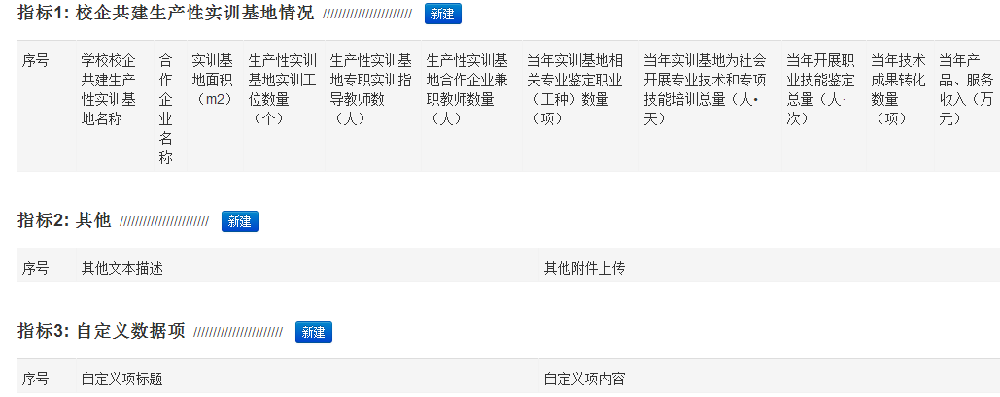 指标1: 校企共建生产性实训基地情况 /////////////////////// 新建
序号
学校校企
共建生产
性实训基
地名称
合
作
企
业
名
称
实训基
地面积
（m2）
生产性实训
基地实训工
位数量
（个）
生产性实训基
地专职实训指
导教师数
（人）
生产性实训基
地合作企业兼
职教师数量
（人）
当年实训基地相
关专业鉴定职业
（工种）数量
（项）
当年实训基地为社会
开展专业技术和专项
技能培训总量（人•
天）
当年开展职
业技能鉴定
总量（人·
次）
当年技术
成果转化
数量
（项）
当年产
品、服务
收入（万
元）
指标2: 其他 /////////////////////// 新建
序号 其他文本描述 其他附件上传
指标3: 自定义数据项 /////////////////////// 新建
序号 自定义项标题 自定义项内容